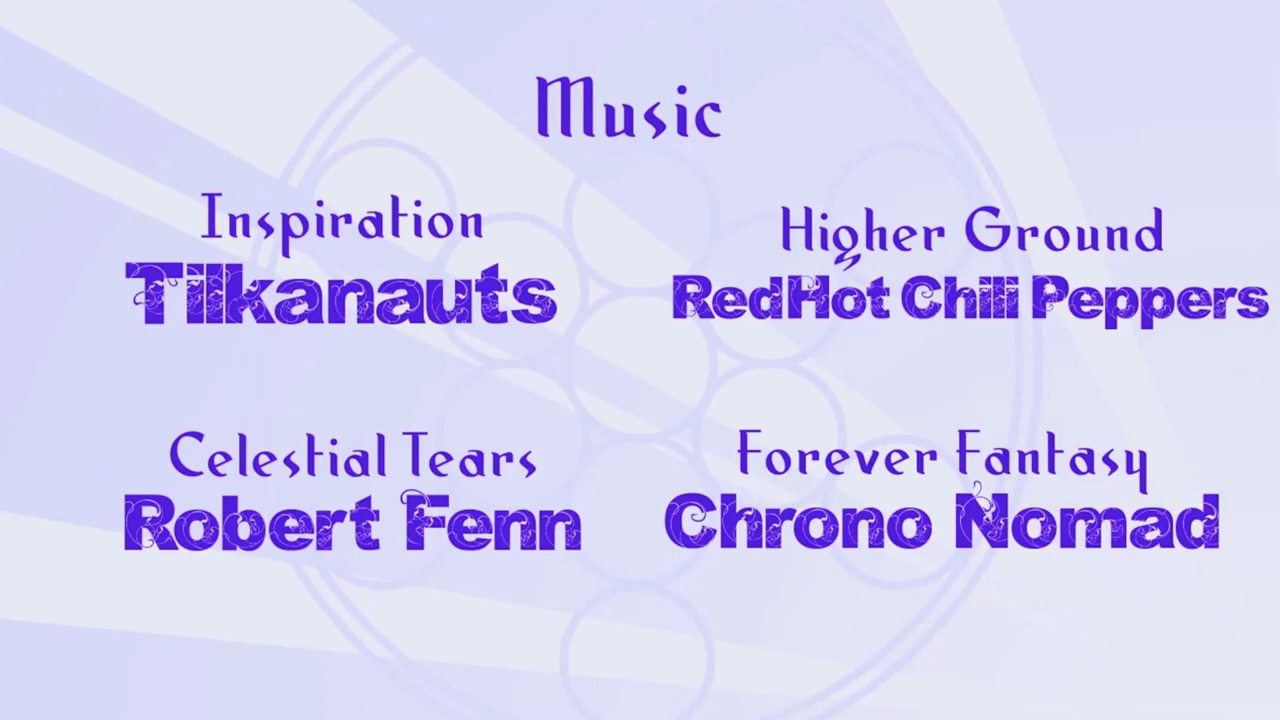 Music
Inspiration
Tilkanauts
Higher Ground
RedHot Chili Peppers
Celestial Tears
Robert Fenn
Forever Fantasy
Chrono Nomad